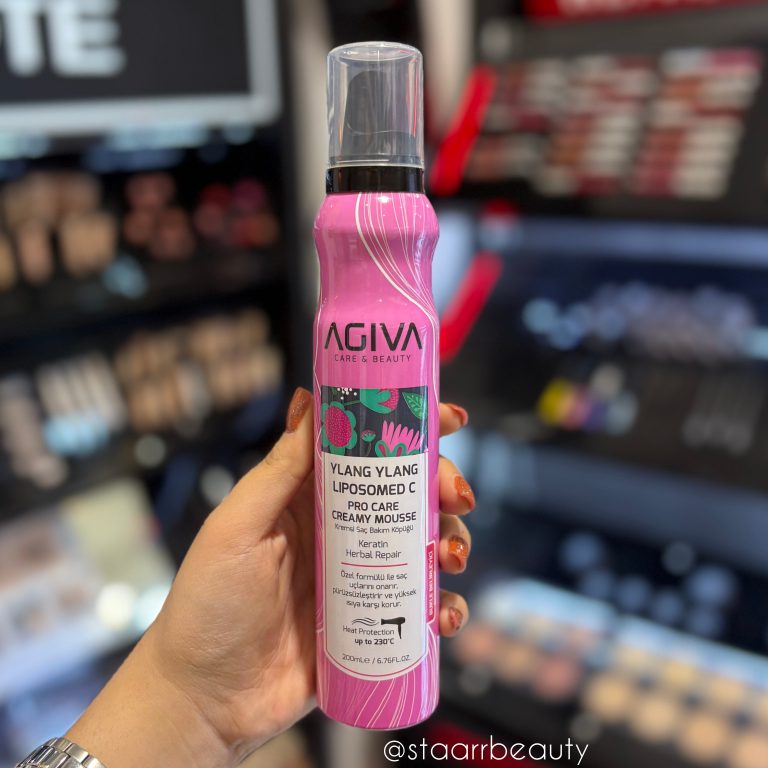 AGIVA
CARE & BEAUTY
YLANG YLANG
LIPOSOMED C
PRO CARE
CREAMY MOUSSE
Kremsi Saç Bakım Köpüğü
Keratin
Herbal Repair
Özel formülü ile saç
uçlarını onarır,
pürüzsüzleştirir ve yüksek
ısıya karşı korur.
Heat Protection
up to 230°C
200ml℮ / 6.76FL.OZ.
@staarrbeauty